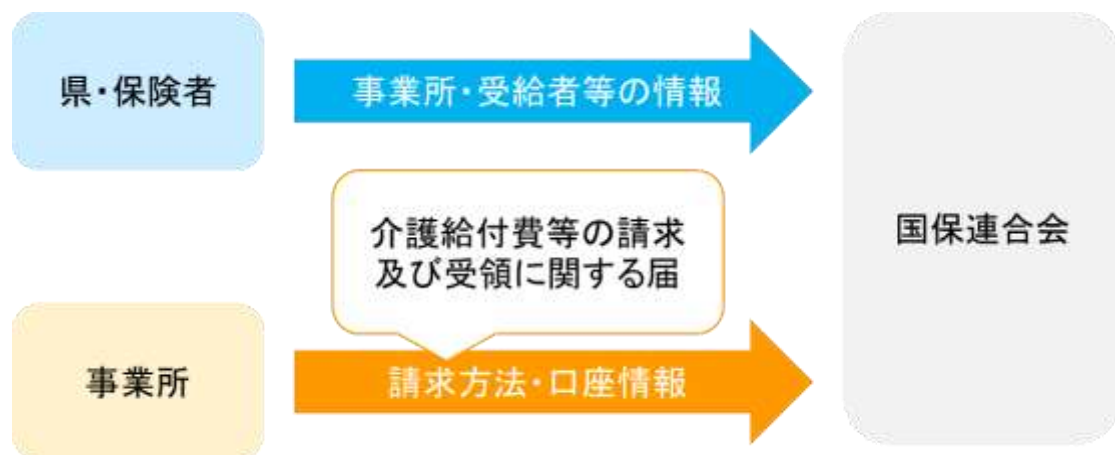 県・保険者
事業所・受給者等の情報
介護給付費等の請求
及び受領に関する届
国保連合会
事業所
請求方法・口座情報